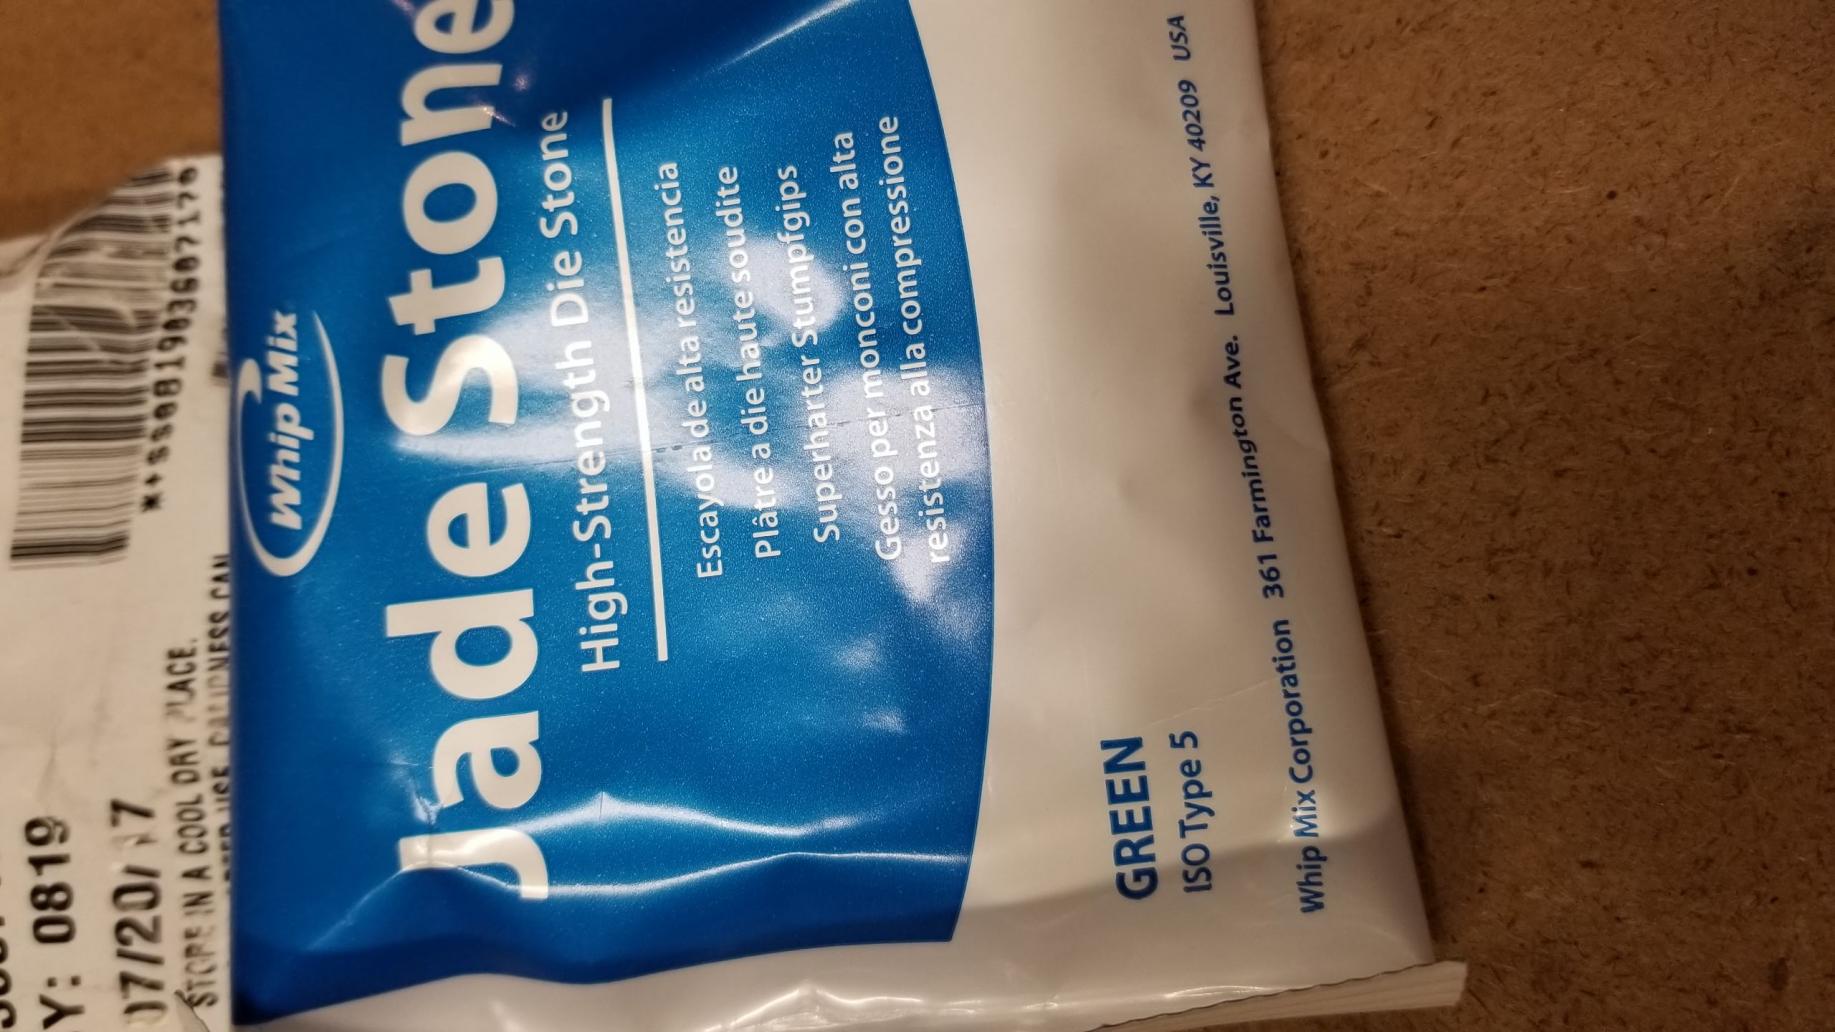 Whip Mix
Jade Stone
High-Strength Die Stone
Escayola de alta resistencia
Plâtre a die haute soudite
Superharter Stumpfgips
Gesso per monconi con alta
resistenza alla compressione
GREEN
ISO Type 5
Whip Mix Corporation 361 Farmington Ave. Louisville, KY 40209 USA
Y: 0819
STORE IN A COOL DRY PLACE.